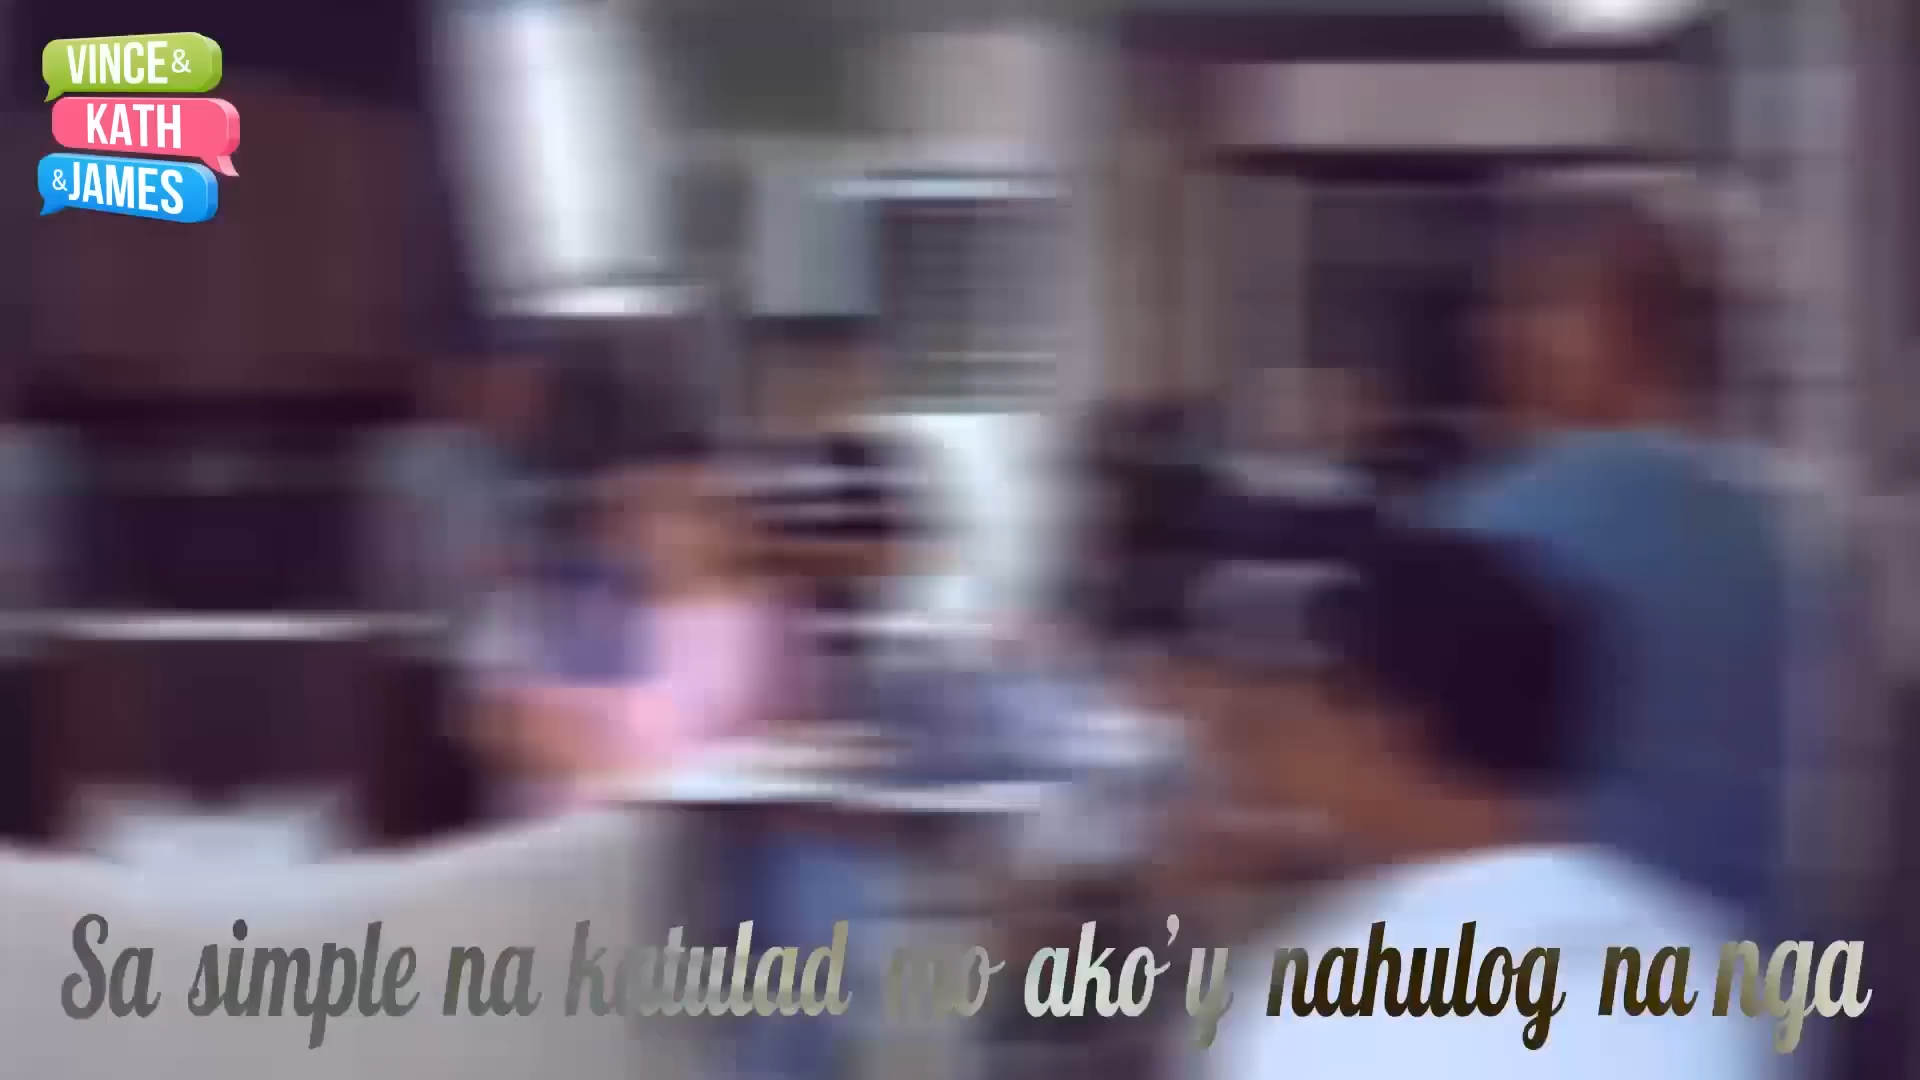 VINCE &
KATH
& JAMES
Sa simple na katulad mo ako'y nahulog na nga